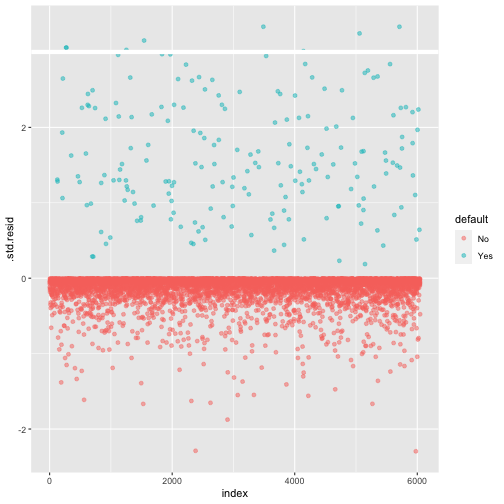 2
0
-2
.std.resid
0
2000
4000
6000
index
default
No
Yes